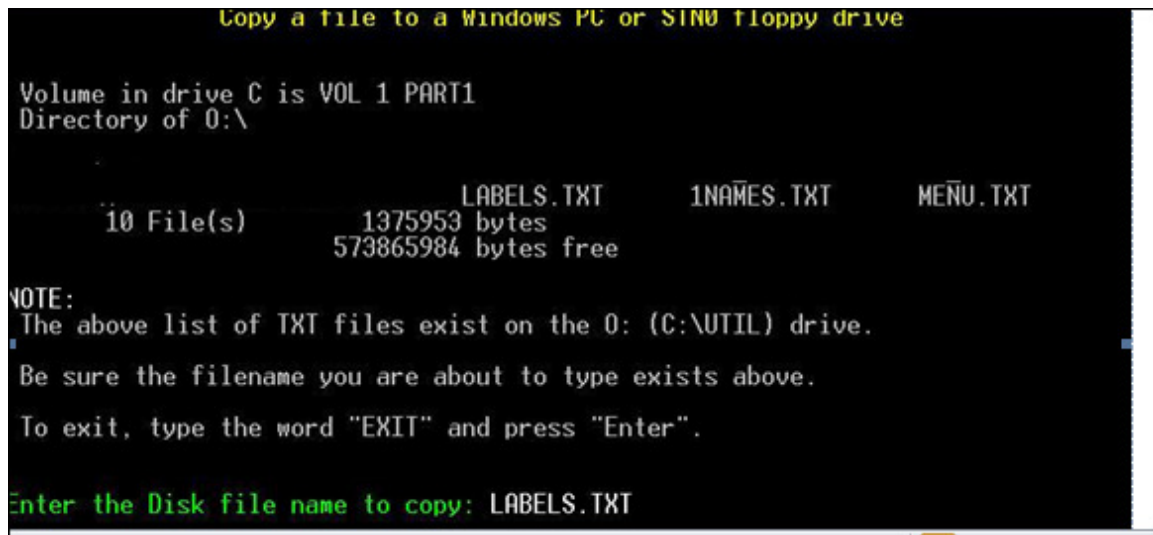 Copy a file to a Windows PC or STN0 floppy drive
Volume in drive C is VOL 1 PART1
Directory of O:\
.
.. LABELS.TXT 1NAMES.TXT MENU.TXT
10 File(s) 1375953 bytes
573865984 bytes free
NOTE:
The above list of TXT files exist on the O: (C:\UTIL) drive.
Be sure the filename you are about to type exists above.
To exit, type the word "EXIT" and press "Enter".
Enter the Disk file name to copy: LABELS.TXT